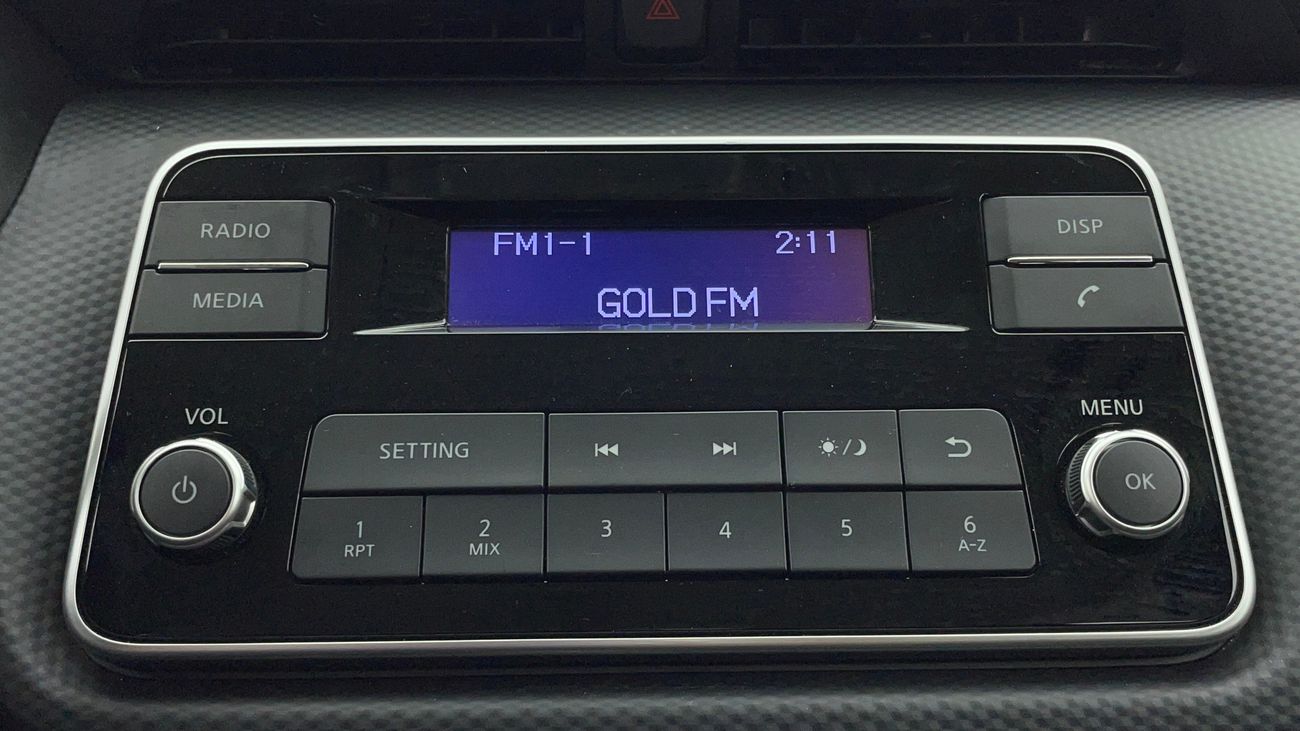 RADIO
MEDIA
FM1-1 2:11
GOLD FM
DISP
VOL
MENU
SETTING
OK
1 2 3 4 5 6
RPT MIX A-Z